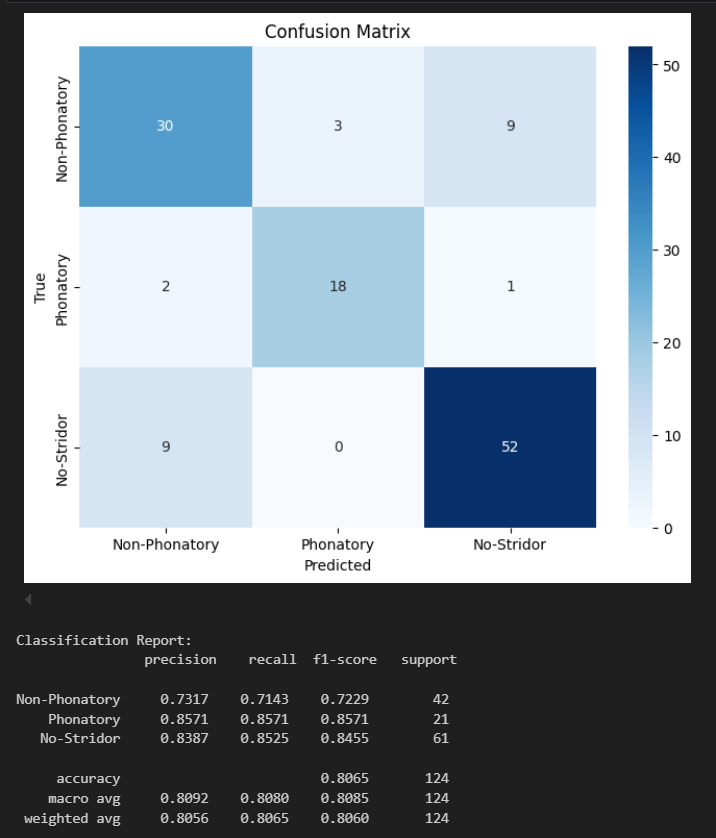 Confusion Matrix
Non-Phonatory
30 3 9
50
40
True
Phonatory
2 18 1
30
20
No-Stridor
9 0 52
10
0
Non-Phonatory Phonatory No-Stridor
Predicted
Classification Report:
precision recall f1-score support
Non-Phonatory 0.7317 0.7143 0.7229 42
Phonatory 0.8571 0.8571 0.8571 21
No-Stridor 0.8387 0.8525 0.8455 61
accuracy 0.8065 124
macro avg 0.8092 0.8080 0.8085 124
weighted avg 0.8056 0.8065 0.8060 124